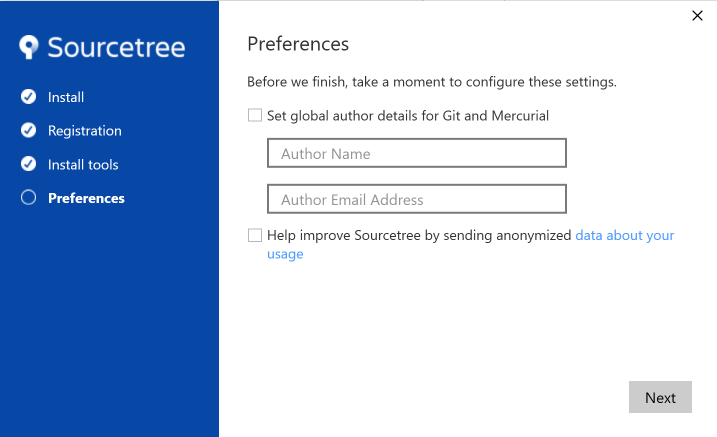 Sourcetree
Install
Registration
Install tools
Preferences
Preferences
Before we finish, take a moment to configure these settings.
Set global author details for Git and Mercurial
Author Name
Author Email Address
Help improve Sourcetree by sending anonymized data about your
usage
Next